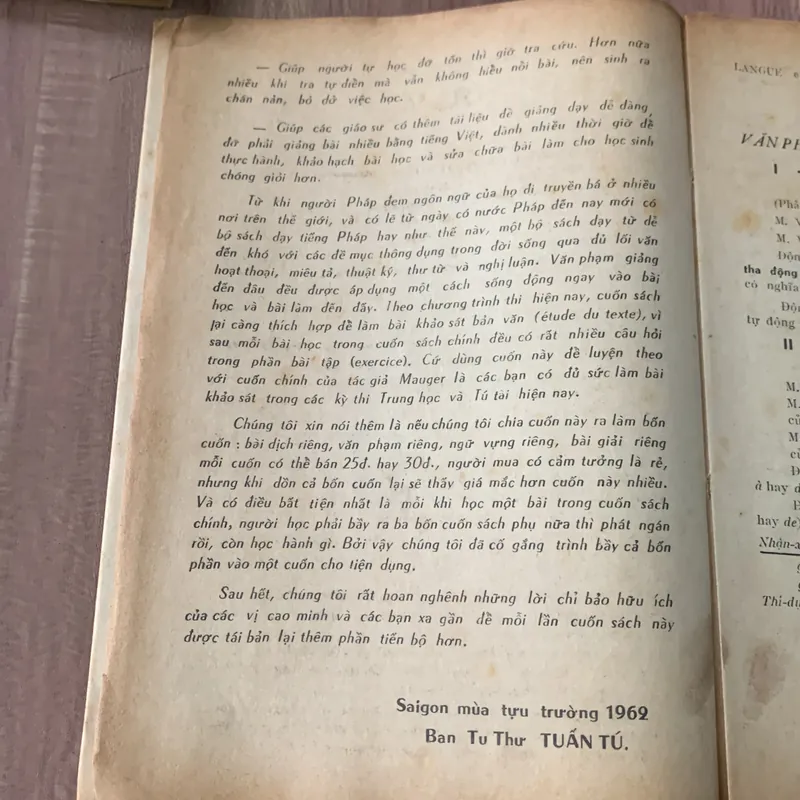 — Giúp người tự học đỡ tốn thì giờ tra cứu. Hơn nữa
nhiều khi tra tự điển mà vẫn không hiểu nổi bài, nên sinh ra
chán nản, bỏ dở việc học.
— Giúp các giáo sư có thêm tài liệu để giảng dạy dễ dàng,
đỡ phải giảng bài nhiều bằng tiếng Việt, dành nhiều thời giờ để
thực hành, khảo hạch bài học và sửa chữa bài làm cho học sinh
chóng giỏi hơn.
Từ khi người Pháp đem ngôn ngữ của họ đi truyền bá ở nhiều
nơi trên thế giới, và có lẽ từ ngày có nước Pháp đến nay mới có
bộ sách dạy tiếng Pháp hay như thế này, một bộ sách dạy từ dễ
đến khó với các đề mục thông dụng trong đời sống qua đủ lối văn
hoạt thoại, miêu tả, thuật ký, thư từ và nghị luận. Văn phạm giảng
đến đâu đều được áp dụng một cách sống động ngay vào bài
học và bài làm đến đấy. Theo chương trình thi hiện nay, cuốn sách
lại càng thích hợp để làm bài khảo sát bản văn (étude du texte), vì
sau mỗi bài học trong cuốn sách chính đều có rất nhiều câu hỏi
trong phần bài tập (exercice). Cứ dùng cuốn này để luyện theo
với cuốn chính của tác giả Mauger là các bạn có đủ sức làm bài
khảo sát trong các kỳ thi Trung học và Tú tài hiện nay.
Chúng tôi xin nói thêm là nếu chúng tôi chia cuốn này ra làm bốn
cuốn : bài dịch riêng, văn phạm riêng, ngữ vựng riêng, bài giải riêng
mỗi cuốn có thể bán 25đ. hay 30đ., người mua có cảm tưởng là rẻ,
nhưng khi dồn cả bốn cuốn lại sẽ thấy giá mắc hơn cuốn này nhiều.
Và có điều bất tiện nhất là mỗi khi học một bài trong cuốn sách
chính, người học phải bầy ra ba bốn cuốn sách phụ nữa thì phát ngán
rồi, còn học hành gì. Bởi vậy chúng tôi đã cố gắng trình bầy cả bốn
phần vào một cuốn cho tiện dụng.
Sau hết, chúng tôi rất hoan nghênh những lời chỉ bảo hữu ích
của các vị cao minh và các bạn xa gần để mỗi lần cuốn sách này
được tái bản lại thêm phần tiến bộ hơn.
Saigon mùa tựu trường 1962
Ban Tu Thư TUẤN TÚ.
LANGUE
VĂN PH
I
(Phá
M. V
M. V
Độn
tha động
có nghĩa
Độn
tự động
II
M.
M.
củ
M
củ
Đ
à hay d
Đ
hay de)
Nhận-x
Thí-dụ